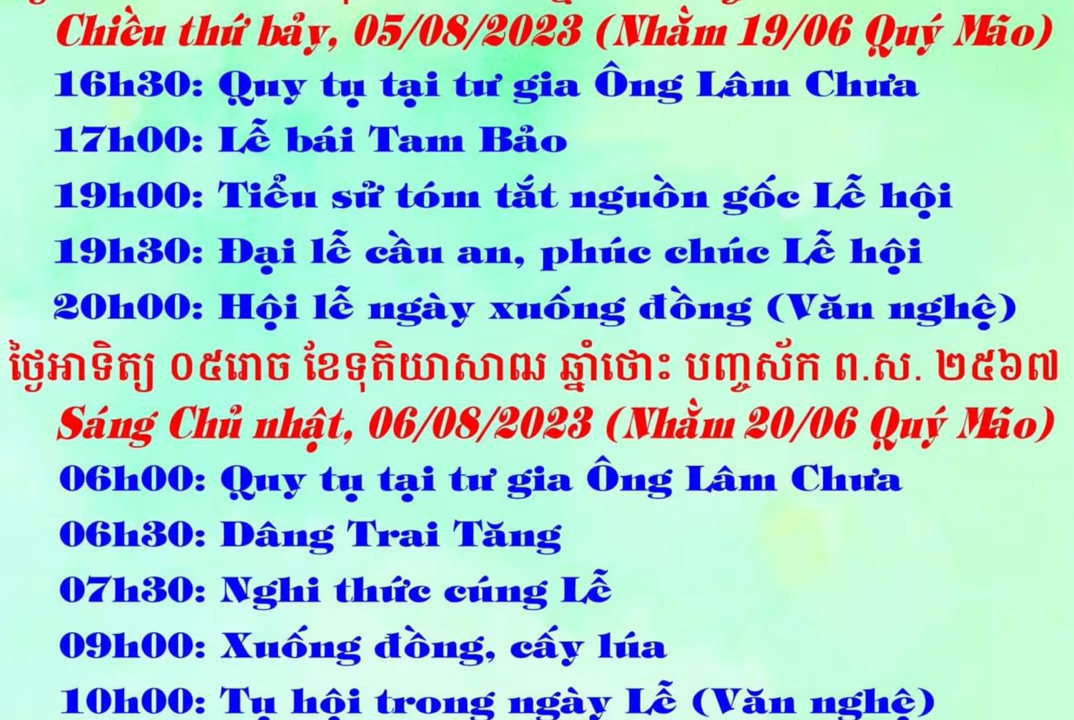 Chiều thứ bảy, 05/08/2023 (Nhằm 19/06 Quý Mão)
16h30: Quy tụ tại tư gia Ông Lâm Chưa
17h00: Lễ bái Tam Bảo
19h00: Tiểu sử tóm tắt nguồn gốc Lễ hội
19h30: Đại lễ cầu an, phúc chúc Lễ hội
20h00: Hội lễ ngày xuống đồng (Văn nghệ)
ថ្ងៃអាទិត្យ ០៥រោច ខែទុតិយាសាឍ ឆ្នាំថោះ បញ្ចស័ក ព.ស. ២៥៦៧
Sáng Chủ nhật, 06/08/2023 (Nhằm 20/06 Quý Mão)
06h00: Quy tụ tại tư gia Ông Lâm Chưa
06h30: Dâng Trai Tăng
07h30: Nghi thức cúng Lễ
09h00: Xuống đồng, cấy lúa
10h00: Tụ hội trong ngày Lễ (Văn nghệ)